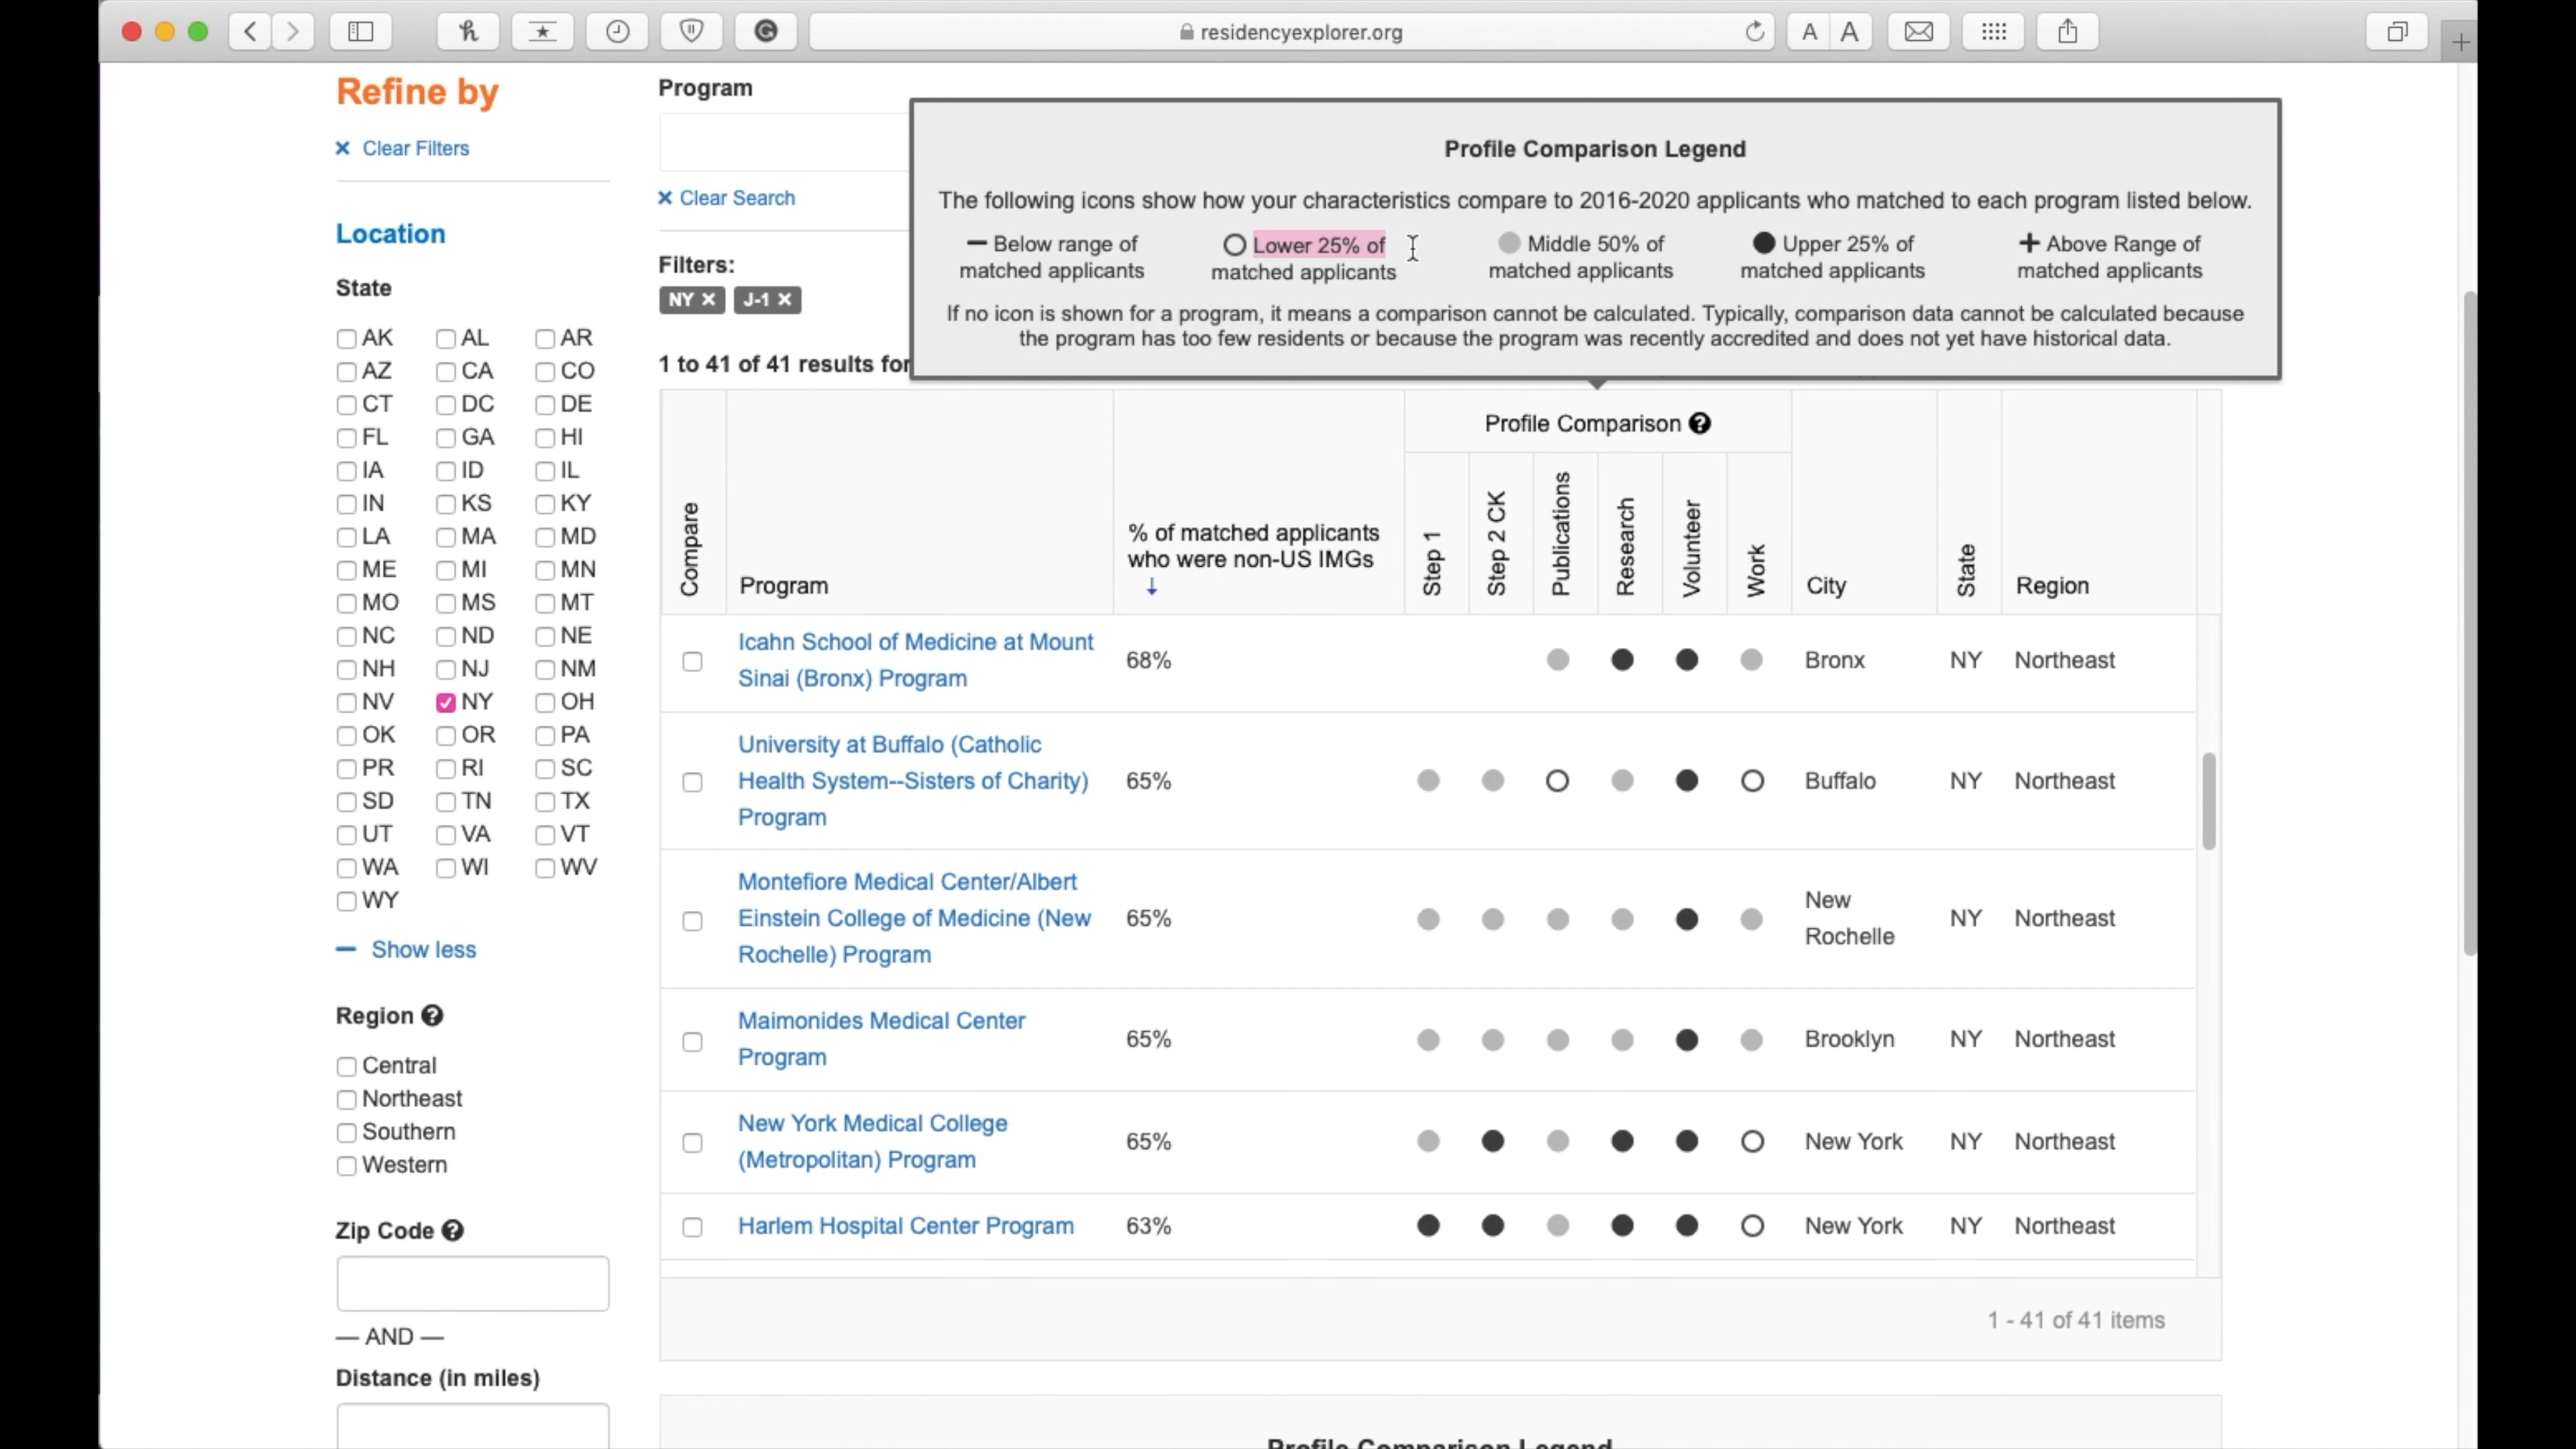 residencyexplorer.org
A A
Refine by
× Clear Filters
Location
State
AK AL AR
AZ CA CO
CT DC DE
FL GA HI
IA ID IL
IN KS KY
LA MA MD
ME MI MN
MO MS MT
NC ND NE
NH NJ NM
NV NY OH
OK OR PA
PR RI SC
SD TN TX
UT VA VT
WA WI WV
WY
Show less
Region ?
Central
Northeast
Southern
Western
Zip Code ?
— AND —
Distance (in miles)
Program
× Clear Search
Filters:
NY × J-1 ×
1 to 41 of 41 results for
Profile Comparison Legend
The following icons show how your characteristics compare to 2016-2020 applicants who matched to each program listed below.
Below range of
matched applicants
Lower 25% of
matched applicants
Middle 50% of
matched applicants
Upper 25% of
matched applicants
Above Range of
matched applicants
If no icon is shown for a program, it means a comparison cannot be calculated. Typically, comparison data cannot be calculated because
the program has too few residents or because the program was recently accredited and does not yet have historical data.
Compare
Program
% of matched applicants
who were non-US IMGs
Profile Comparison ?
Step 1
Step 2 CK
Publications
Research
Volunteer
Work
City
State
Region
Icahn School of Medicine at Mount
Sinai (Bronx) Program
68%
Bronx
NY
Northeast
University at Buffalo (Catholic
Health System--Sisters of Charity)
Program
65%
Buffalo
NY
Northeast
Montefiore Medical Center/Albert
Einstein College of Medicine (New
Rochelle) Program
65%
New
Rochelle
NY
Northeast
Maimonides Medical Center
Program
65%
Brooklyn
NY
Northeast
New York Medical College
(Metropolitan) Program
65%
New York
NY
Northeast
Harlem Hospital Center Program
63%
New York
NY
Northeast
1 - 41 of 41 items
Profile Comparison Legend